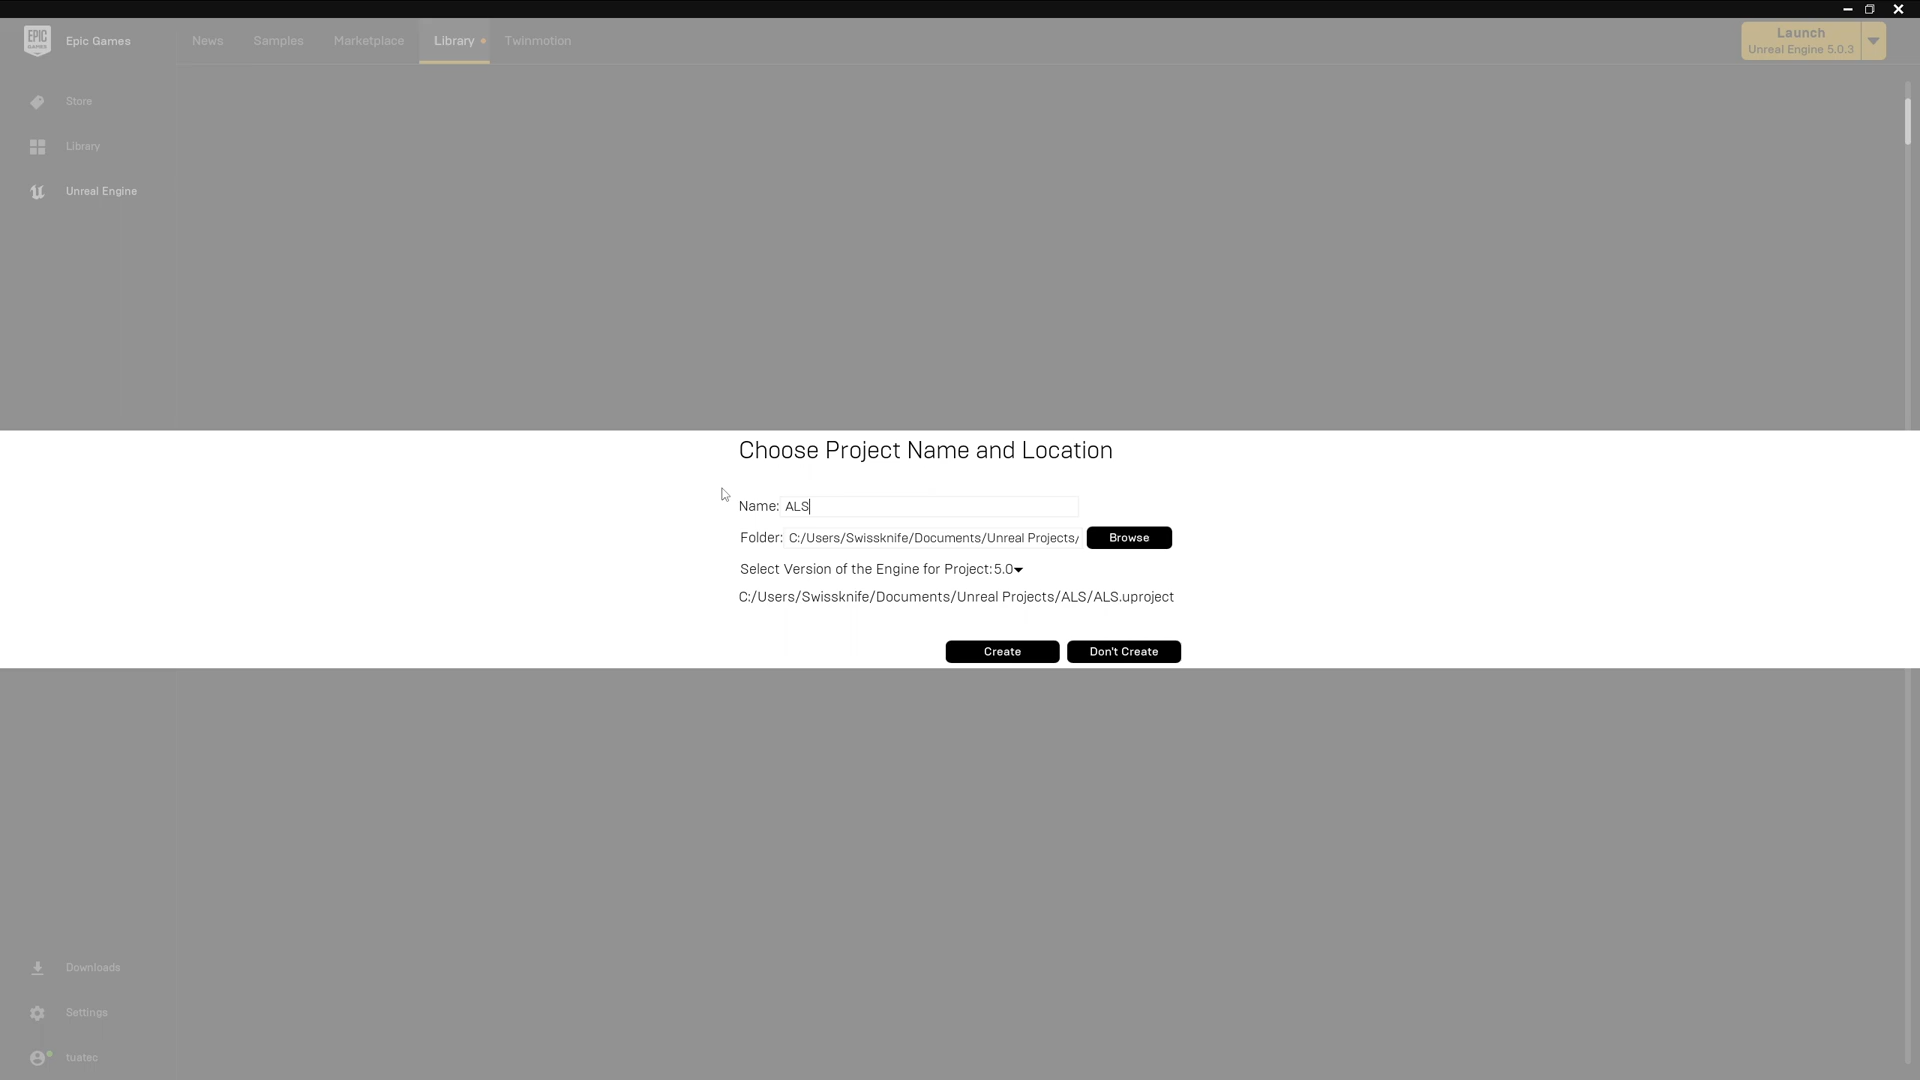 EPIC GAMES
Epic Games
News
Samples
Marketplace
Library
Twinmotion
Launch
Unreal Engine 5.0.3
Store
Library
Unreal Engine
Choose Project Name and Location
Name: ALS
Folder: C:/Users/Swissknife/Documents/Unreal Projects/ Browse
Select Version of the Engine for Project: 5.0
C:/Users/Swissknife/Documents/Unreal Projects/ALS/ALS.uproject
Create
Don't Create
Downloads
Settings
tuatec